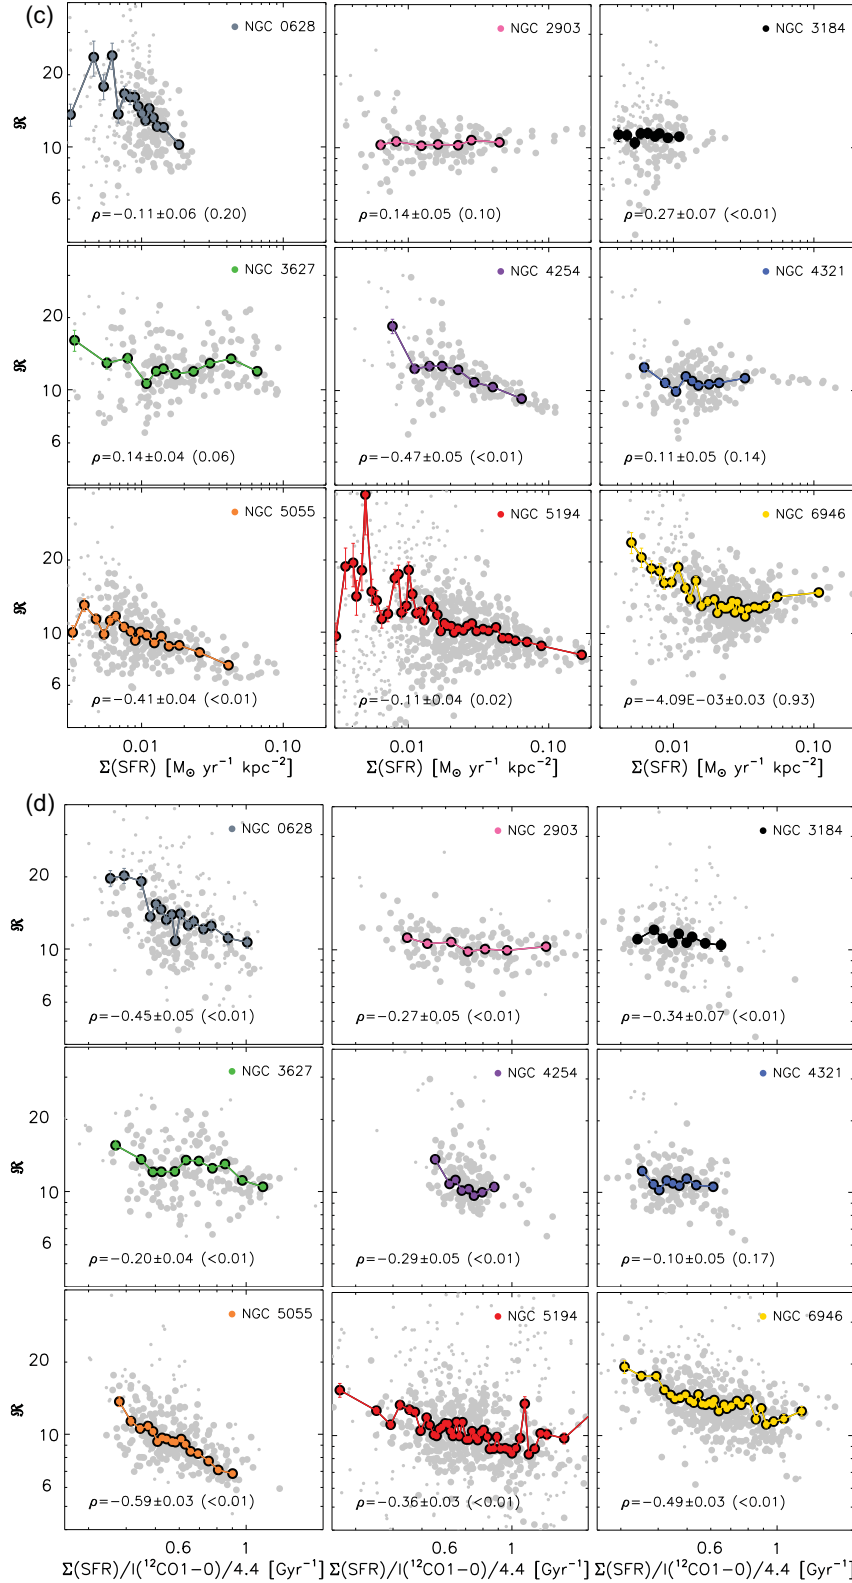 (c)
NGC 0628
NGC 2903
NGC 3184
20
ℜ
10
6
ρ=−0.11±0.06 (0.20)
ρ=0.14±0.05 (0.10)
ρ=0.27±0.07 (<0.01)
NGC 3627
NGC 4254
NGC 4321
20
ℜ
10
6
ρ=0.14±0.04 (0.06)
ρ=−0.47±0.05 (<0.01)
ρ=0.11±0.05 (0.14)
NGC 5055
NGC 5194
NGC 6946
20
ℜ
10
6
ρ=−0.41±0.04 (<0.01)
ρ=−0.11±0.04 (0.02)
ρ=−4.09E−03±0.03 (0.93)
0.01 0.10 0.01 0.10 0.01 0.10
Σ(SFR) [M⊙ yr⁻¹ kpc⁻²] Σ(SFR) [M⊙ yr⁻¹ kpc⁻²] Σ(SFR) [M⊙ yr⁻¹ kpc⁻²]
(d)
NGC 0628
NGC 2903
NGC 3184
20
ℜ
10
6
ρ=−0.45±0.05 (<0.01)
ρ=−0.27±0.05 (<0.01)
ρ=−0.34±0.07 (<0.01)
NGC 3627
NGC 4254
NGC 4321
20
ℜ
10
6
ρ=−0.20±0.04 (<0.01)
ρ=−0.29±0.05 (<0.01)
ρ=−0.10±0.05 (0.17)
NGC 5055
NGC 5194
NGC 6946
20
ℜ
10
6
ρ=−0.59±0.03 (<0.01)
ρ=−0.36±0.03 (<0.01)
ρ=−0.49±0.03 (<0.01)
0.6 1 0.6 1 0.6 1
Σ(SFR)/I(¹²CO1−0)/4.4 [Gyr⁻¹] Σ(SFR)/I(¹²CO1−0)/4.4 [Gyr⁻¹] Σ(SFR)/I(¹²CO1−0)/4.4 [Gyr⁻¹]